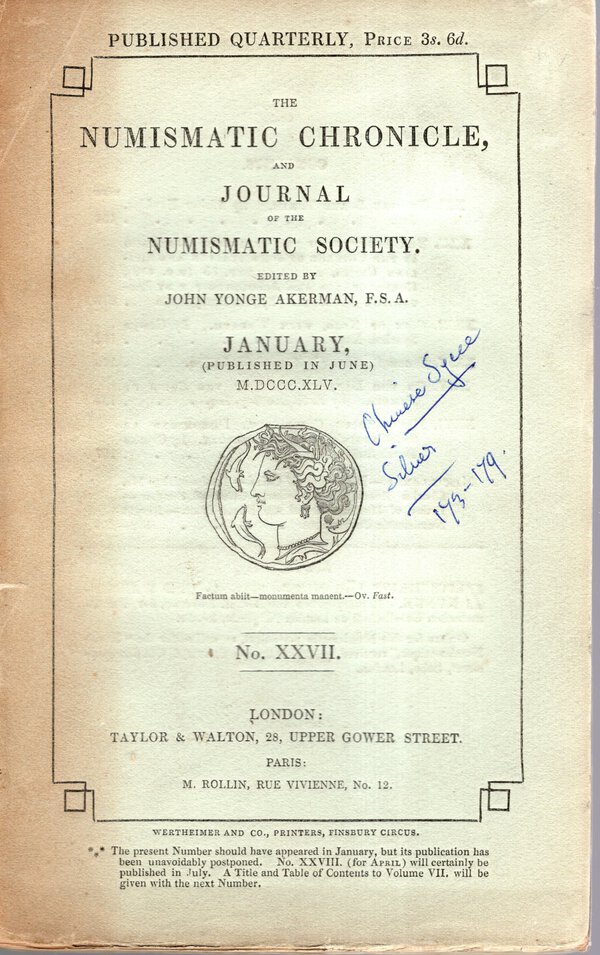 PUBLISHED QUARTERLY, PRICE 3s. 6d.
THE
NUMISMATIC CHRONICLE,
AND
JOURNAL
OF THE
NUMISMATIC SOCIETY.
EDITED BY
JOHN YONGE AKERMAN, F.S.A.
JANUARY,
(PUBLISHED IN JUNE)
M.DCCC.XLV.
Chinese Sycee
Silver
173-179.
Factum abiit—monumenta manent.—Ov. Fast.
No. XXVII.
LONDON:
TAYLOR & WALTON, 28, UPPER GOWER STREET.
PARIS:
M. ROLLIN, RUE VIVIENNE, No. 12.
WERTHEIMER AND CO., PRINTERS, FINSBURY CIRCUS.
*⁎* The present Number should have appeared in January, but its publication has
been unavoidably postponed. No. XXVIII. (for APRIL) will certainly be
published in July. A Title and Table of Contents to Volume VII. will be
given with the next Number.